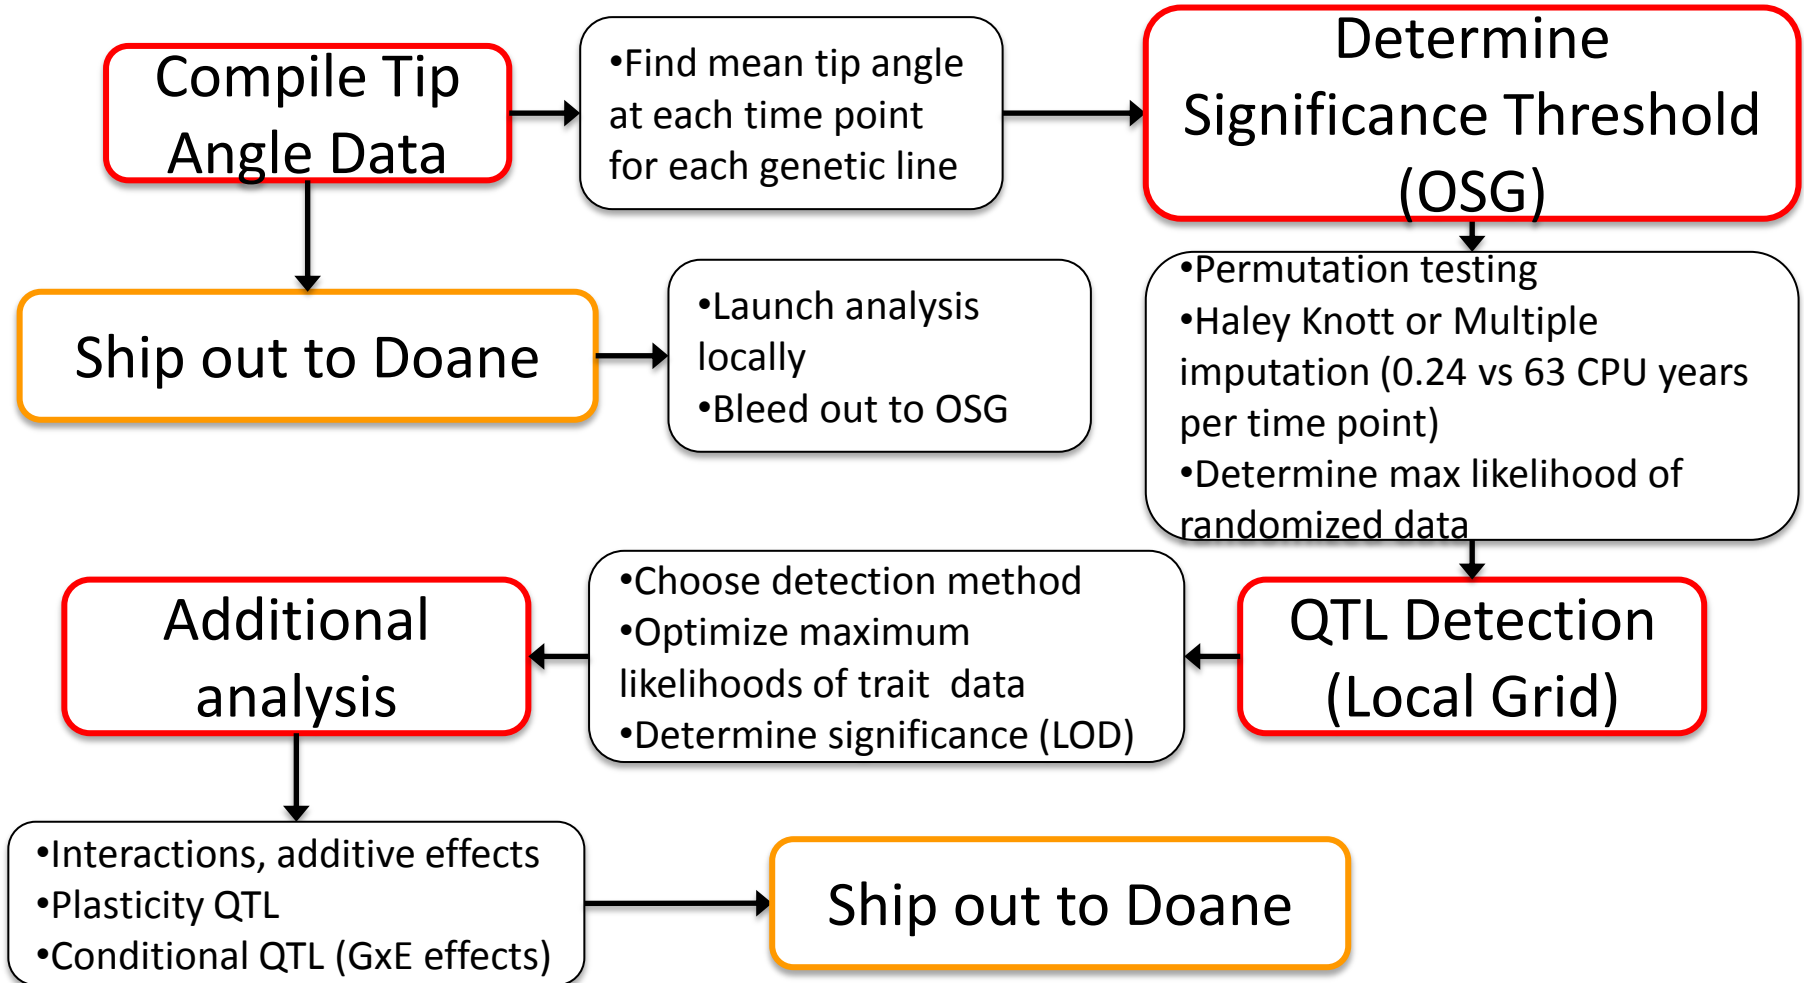 Compile Tip
Angle Data
•Find mean tip angle
at each time point
for each genetic line
Determine
Significance Threshold
(OSG)
Ship out to Doane
•Launch analysis
locally
•Bleed out to OSG
•Permutation testing
•Haley Knott or Multiple
imputation (0.24 vs 63 CPU years
per time point)
•Determine max likelihood of
randomized data
QTL Detection
(Local Grid)
•Choose detection method
•Optimize maximum
likelihoods of trait data
•Determine significance (LOD)
Additional
analysis
•Interactions, additive effects
•Plasticity QTL
•Conditional QTL (GxE effects)
Ship out to Doane